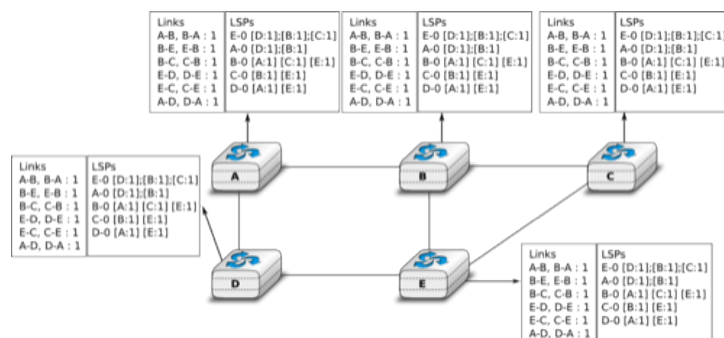 Links LSPs
A-B, B-A : 1 E-0 [D:1];[B:1];[C:1]
B-E, E-B : 1 A-0 [D:1];[B:1]
B-C, C-B : 1 B-0 [A:1] [C:1] [E:1]
E-D, D-E : 1 C-0 [B:1] [E:1]
E-C, C-E : 1 D-0 [A:1] [E:1]
A-D, D-A : 1
Links LSPs
A-B, B-A : 1 E-0 [D:1];[B:1];[C:1]
B-E, E-B : 1 A-0 [D:1];[B:1]
B-C, C-B : 1 B-0 [A:1] [C:1] [E:1]
E-D, D-E : 1 C-0 [B:1] [E:1]
E-C, C-E : 1 D-0 [A:1] [E:1]
A-D, D-A : 1
Links LSPs
A-B, B-A : 1 E-0 [D:1];[B:1];[C:1]
B-E, E-B : 1 A-0 [D:1];[B:1]
B-C, C-B : 1 B-0 [A:1] [C:1] [E:1]
E-D, D-E : 1 C-0 [B:1] [E:1]
E-C, C-E : 1 D-0 [A:1] [E:1]
A-D, D-A : 1
A
B
C
Links LSPs
A-B, B-A : 1 E-0 [D:1];[B:1];[C:1]
B-E, E-B : 1 A-0 [D:1];[B:1]
B-C, C-B : 1 B-0 [A:1] [C:1] [E:1]
E-D, D-E : 1 C-0 [B:1] [E:1]
E-C, C-E : 1 D-0 [A:1] [E:1]
A-D, D-A : 1
D
E
Links LSPs
A-B, B-A : 1 E-0 [D:1];[B:1];[C:1]
B-E, E-B : 1 A-0 [D:1];[B:1]
B-C, C-B : 1 B-0 [A:1] [C:1] [E:1]
E-D, D-E : 1 C-0 [B:1] [E:1]
E-C, C-E : 1 D-0 [A:1] [E:1]
A-D, D-A : 1